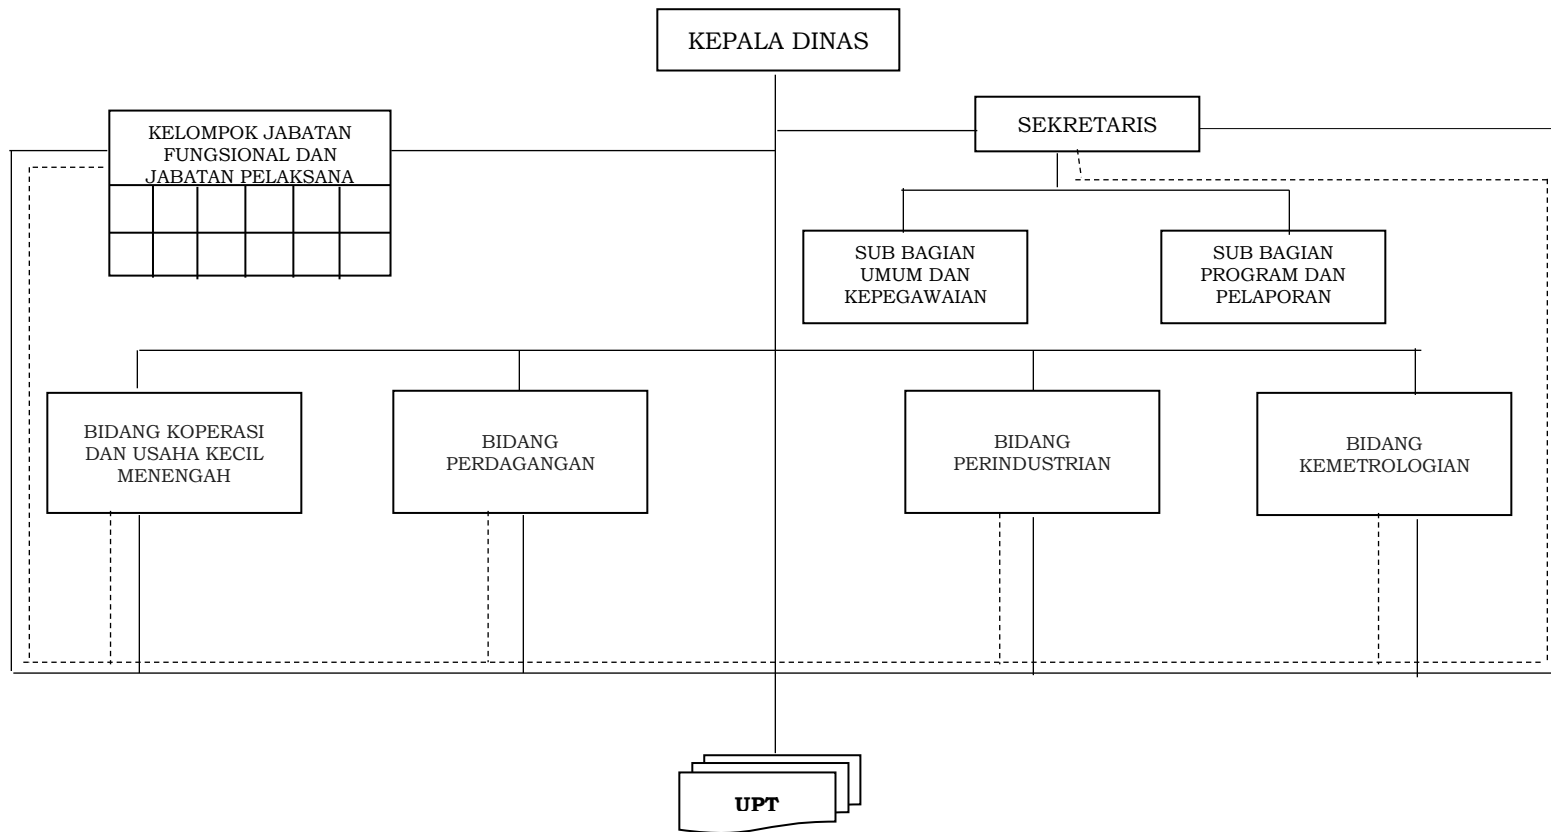 KEPALA DINAS
KELOMPOK JABATAN
FUNGSIONAL DAN
JABATAN PELAKSANA
SEKRETARIS
SUB BAGIAN
UMUM DAN
KEPEGAWAIAN
SUB BAGIAN
PROGRAM DAN
PELAPORAN
BIDANG KOPERASI
DAN USAHA KECIL
MENENGAH
BIDANG
PERDAGANGAN
BIDANG
PERINDUSTRIAN
BIDANG
KEMETROLOGIAN
UPT